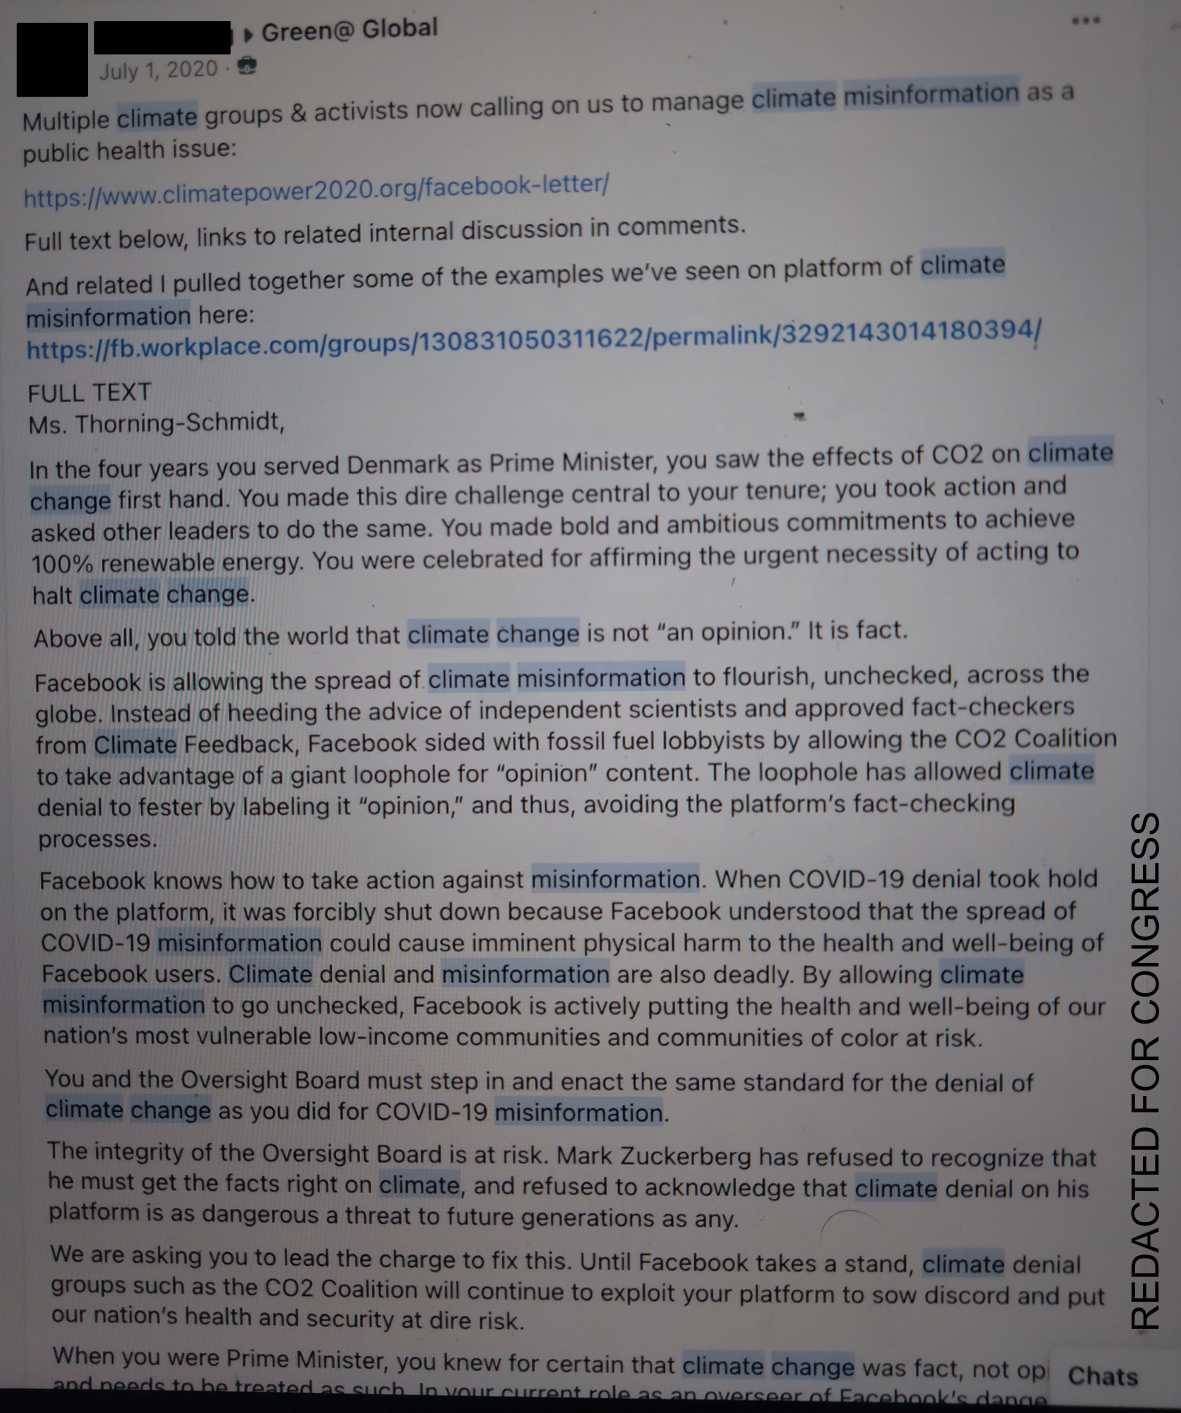 Green@ Global
July 1, 2020 ·
Multiple climate groups & activists now calling on us to manage climate misinformation as a
public health issue:
https://www.climatepower2020.org/facebook-letter/
Full text below, links to related internal discussion in comments.
And related I pulled together some of the examples we've seen on platform of climate
misinformation here:
https://fb.workplace.com/groups/130831050311622/permalink/3292143014180394/
FULL TEXT
Ms. Thorning-Schmidt,
In the four years you served Denmark as Prime Minister, you saw the effects of CO2 on climate
change first hand. You made this dire challenge central to your tenure; you took action and
asked other leaders to do the same. You made bold and ambitious commitments to achieve
100% renewable energy. You were celebrated for affirming the urgent necessity of acting to
halt climate change.
Above all, you told the world that climate change is not “an opinion.” It is fact.
Facebook is allowing the spread of climate misinformation to flourish, unchecked, across the
globe. Instead of heeding the advice of independent scientists and approved fact-checkers
from Climate Feedback, Facebook sided with fossil fuel lobbyists by allowing the CO2 Coalition
to take advantage of a giant loophole for “opinion” content. The loophole has allowed climate
denial to fester by labeling it “opinion,” and thus, avoiding the platform's fact-checking
processes.
Facebook knows how to take action against misinformation. When COVID-19 denial took hold
on the platform, it was forcibly shut down because Facebook understood that the spread of
COVID-19 misinformation could cause imminent physical harm to the health and well-being of
Facebook users. Climate denial and misinformation are also deadly. By allowing climate
misinformation to go unchecked, Facebook is actively putting the health and well-being of our
nation's most vulnerable low-income communities and communities of color at risk.
You and the Oversight Board must step in and enact the same standard for the denial of
climate change as you did for COVID-19 misinformation.
The integrity of the Oversight Board is at risk. Mark Zuckerberg has refused to recognize that
he must get the facts right on climate, and refused to acknowledge that climate denial on his
platform is as dangerous a threat to future generations as any.
We are asking you to lead the charge to fix this. Until Facebook takes a stand, climate denial
groups such as the CO2 Coalition will continue to exploit your platform to sow discord and put
our nation's health and security at dire risk.
When you were Prime Minister, you knew for certain that climate change was fact, not op
and needs to be treated as such. In your current role as an overseer of Facebook's dange
Chats
REDACTED FOR CONGRESS